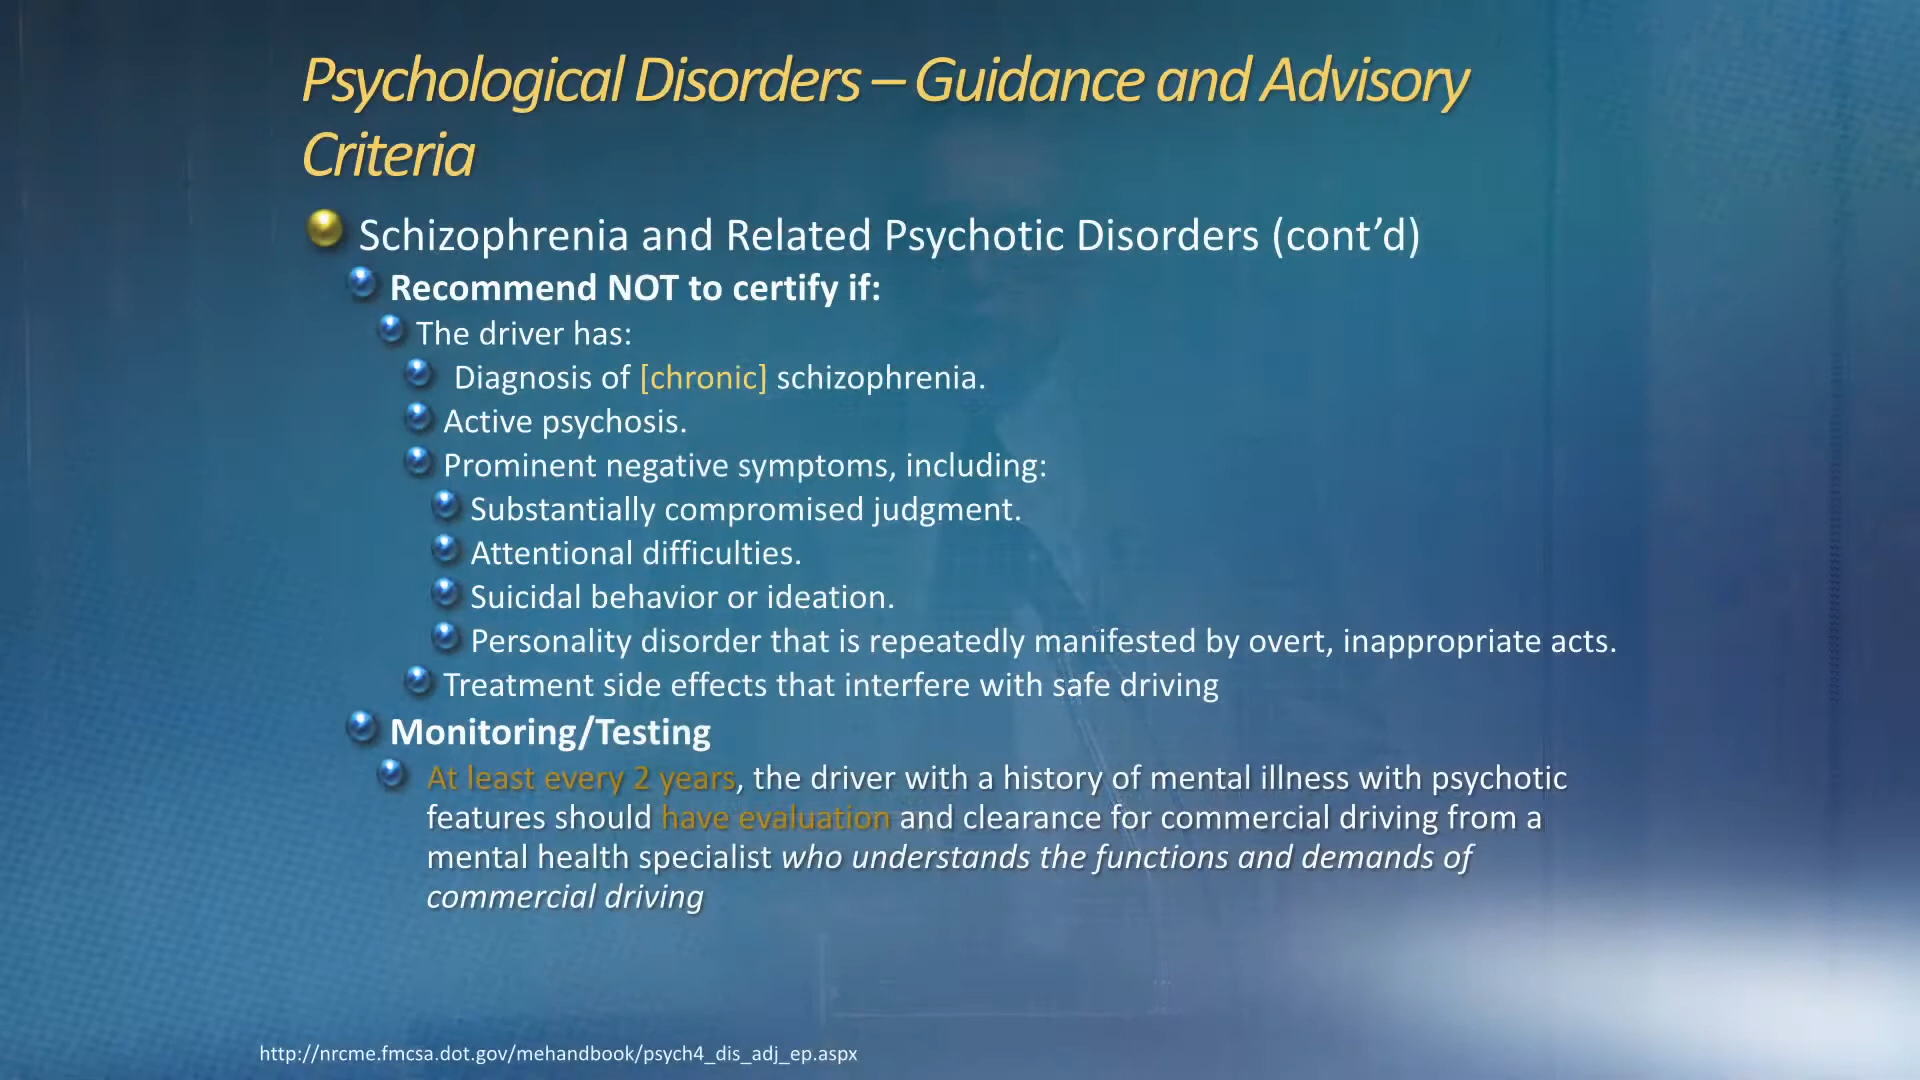 Psychological Disorders – Guidance and Advisory
Criteria
Schizophrenia and Related Psychotic Disorders (cont’d)
Recommend NOT to certify if:
The driver has:
Diagnosis of [chronic] schizophrenia.
Active psychosis.
Prominent negative symptoms, including:
Substantially compromised judgment.
Attentional difficulties.
Suicidal behavior or ideation.
Personality disorder that is repeatedly manifested by overt, inappropriate acts.
Treatment side effects that interfere with safe driving
Monitoring/Testing
At least every 2 years, the driver with a history of mental illness with psychotic
features should have evaluation and clearance for commercial driving from a
mental health specialist who understands the functions and demands of
commercial driving
http://nrcme.fmcsa.dot.gov/mehandbook/psych4_dis_adj_ep.aspx